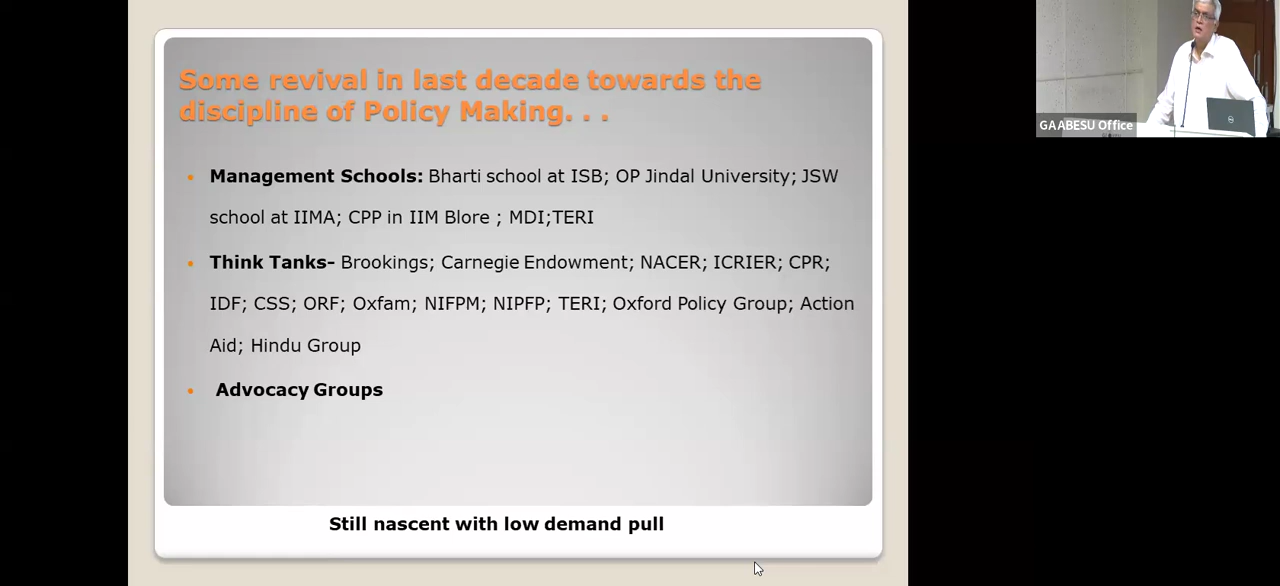 Some revival in last decade towards the
discipline of Policy Making. . .
Management Schools: Bharti school at ISB; OP Jindal University; JSW
school at IIMA; CPP in IIM Blore ; MDI;TERI
Think Tanks- Brookings; Carnegie Endowment; NACER; ICRIER; CPR;
IDF; CSS; ORF; Oxfam; NIFPM; NIPFP; TERI; Oxford Policy Group; Action
Aid; Hindu Group
Advocacy Groups
Still nascent with low demand pull
GAABESU Office